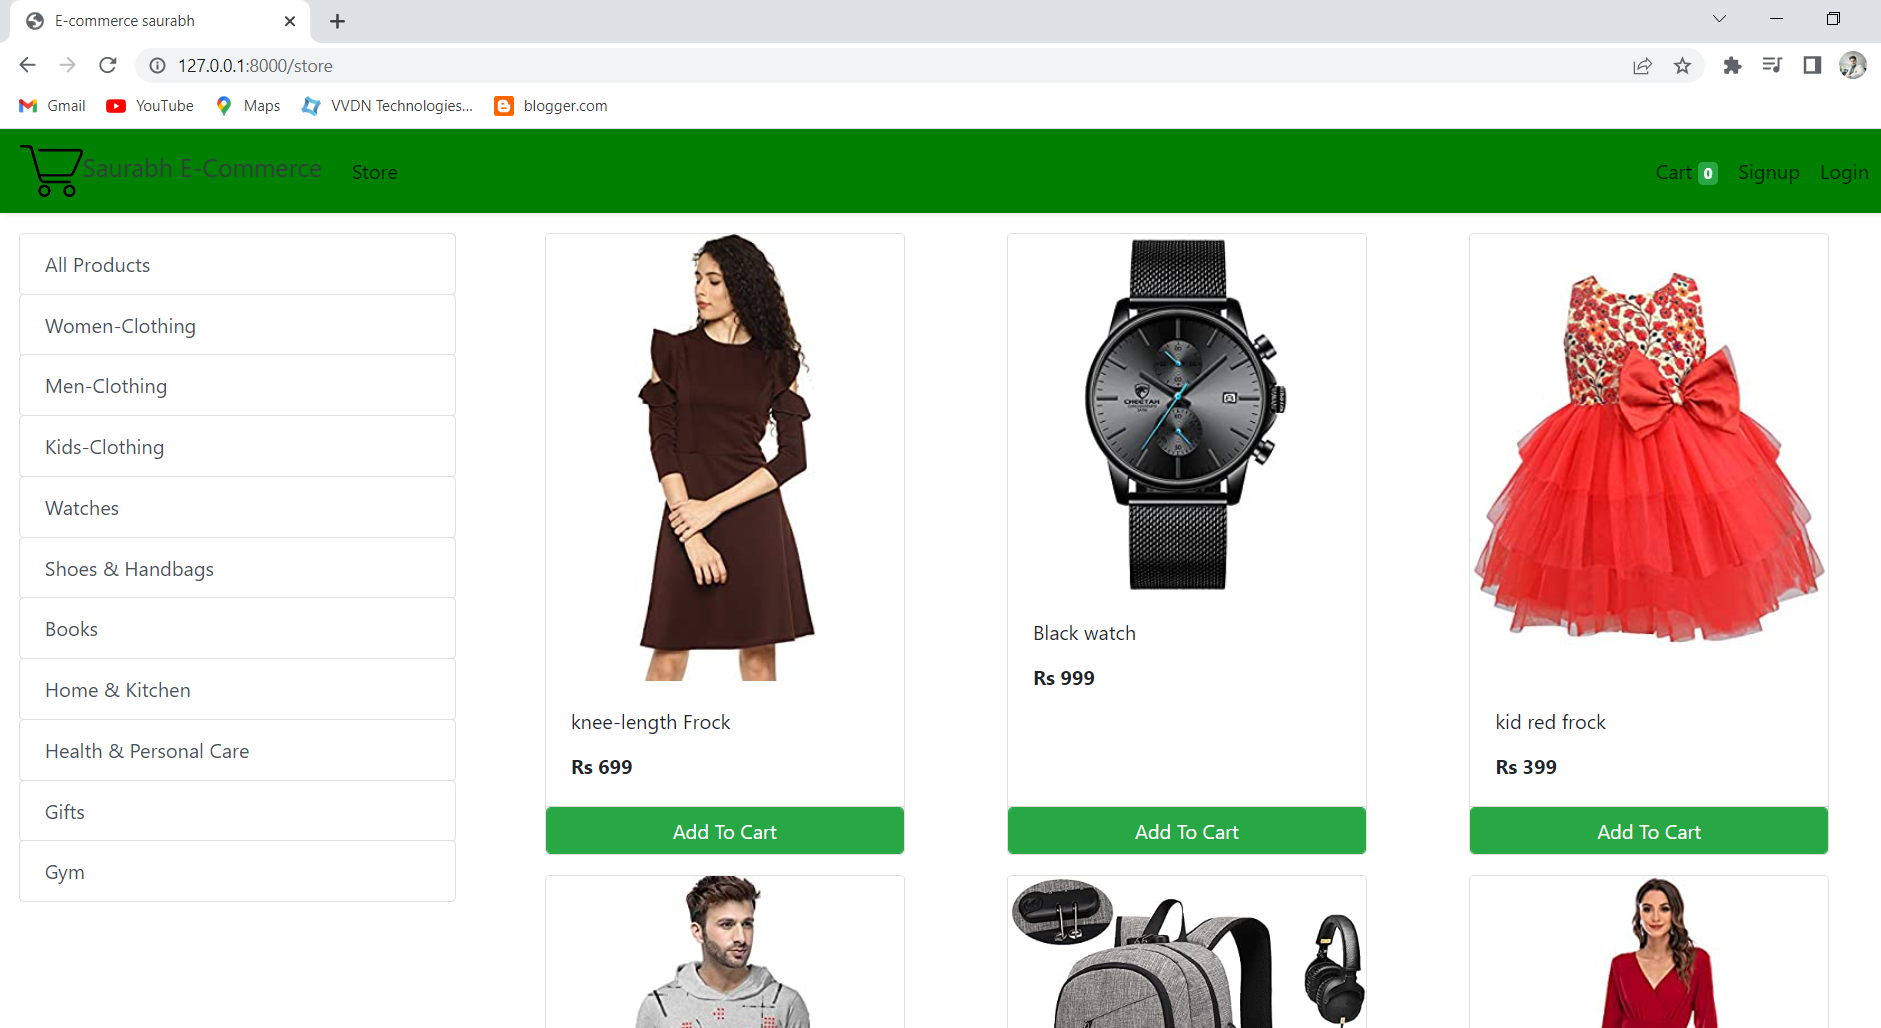 E-commerce saurabh
127.0.0.1:8000/store
Gmail YouTube Maps VVDN Technologies... blogger.com
Saurabh E-Commerce Store Cart 0 Signup Login
All Products
Women-Clothing
Men-Clothing
Kids-Clothing
Watches
Shoes & Handbags
Books
Home & Kitchen
Health & Personal Care
Gifts
Gym
CHEETAH
knee-length Frock
Rs 699
Add To Cart
Black watch
Rs 999
Add To Cart
kid red frock
Rs 399
Add To Cart